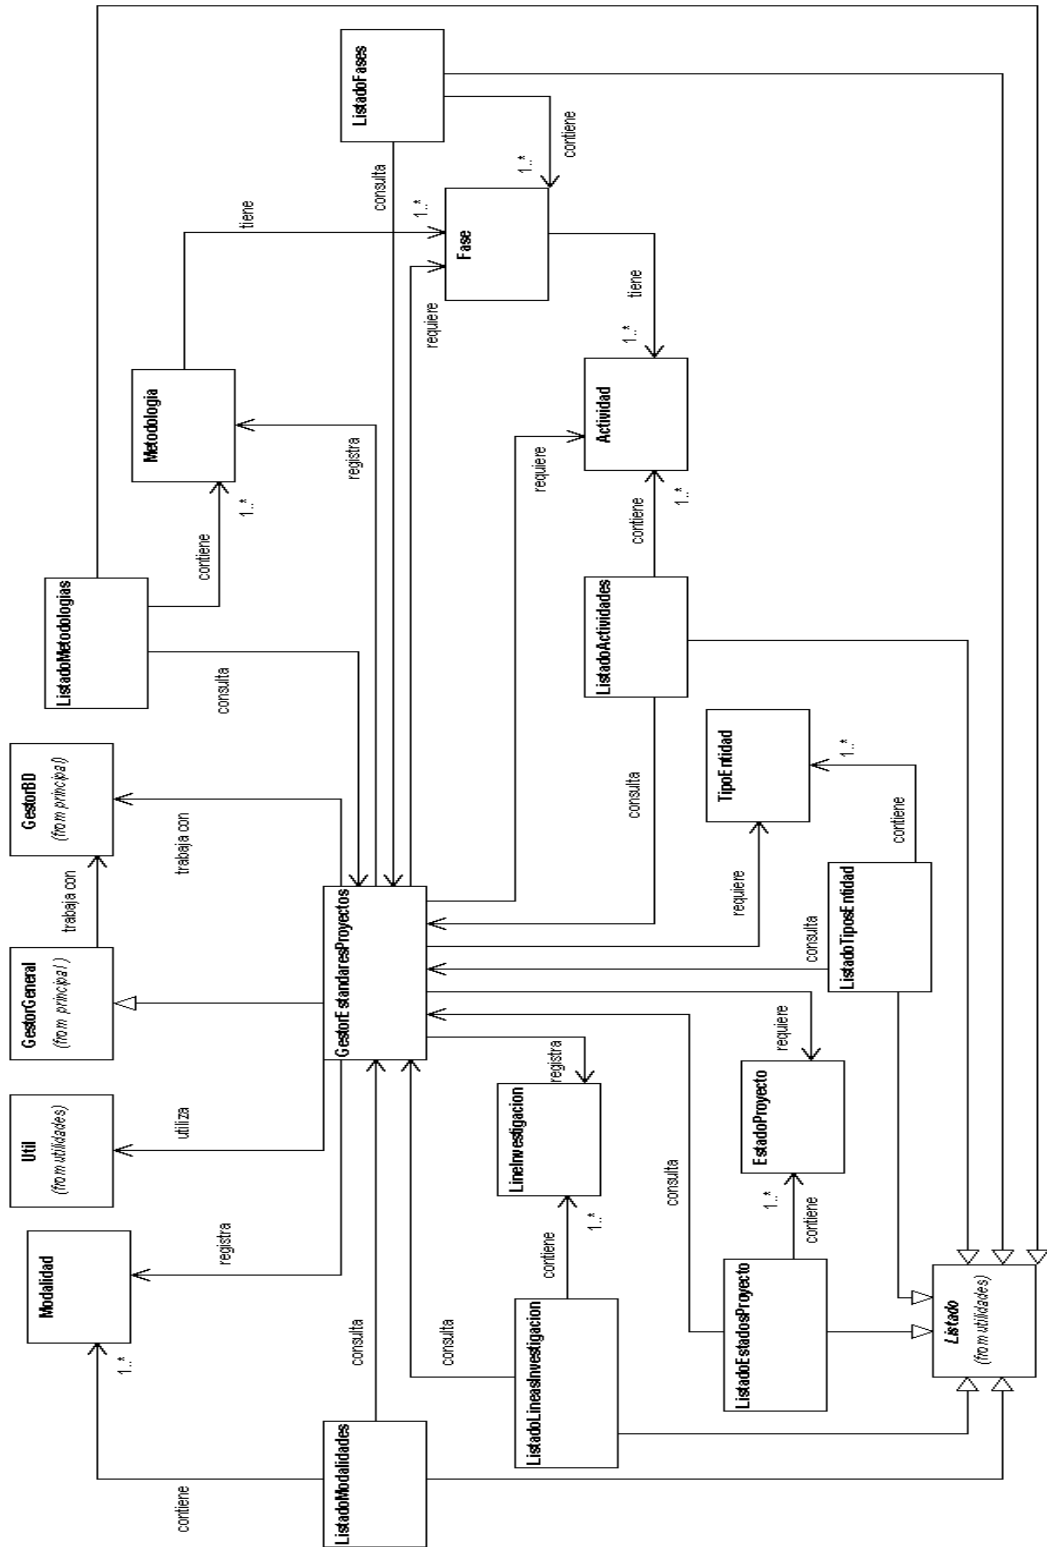 Util
GestorGeneral
GestorBD
(from utilidades)
(from principal)
(from principal)
Modalidad
ListadoMetodologias
trabaja con
1..*
Metodologia
contiene
registra
utiliza
trabaja con
contiene
consulta
1..*
tiene
ListadoModalidades
GestorEstandaresProyectos
consulta
registra
ListadoFases
consulta
1..*
requiere
consulta
Fase
LineInvestigacion
ListadoLineasInvestigacion
contiene
registra
1..*
requiere
1..*
contiene
ListadoActividades
Actividad
consulta
consulta
contiene
1..*
1..*
tiene
1..*
TipoEntidad
ListadoEstadosProyecto
EstadoProyecto
requiere
1..*
requiere
consulta
contiene
ListadoTiposEntidad
1..*
contiene
Listado
(from utilidades)